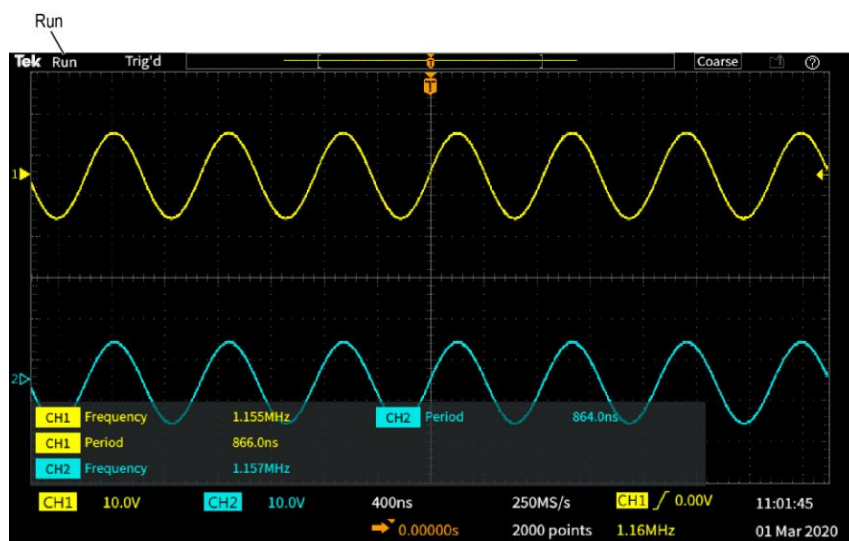 Run
Tek Run Trig'd T Coarse ?
T
1
2
CH1 Frequency 1.155MHz CH2 Period 864.0ns
CH1 Period 866.0ns
CH2 Frequency 1.157MHz
CH1 10.0V CH2 10.0V 400ns 250MS/s CH1 0.00V 11:01:45
0.00000s 2000 points 1.16MHz 01 Mar 2020